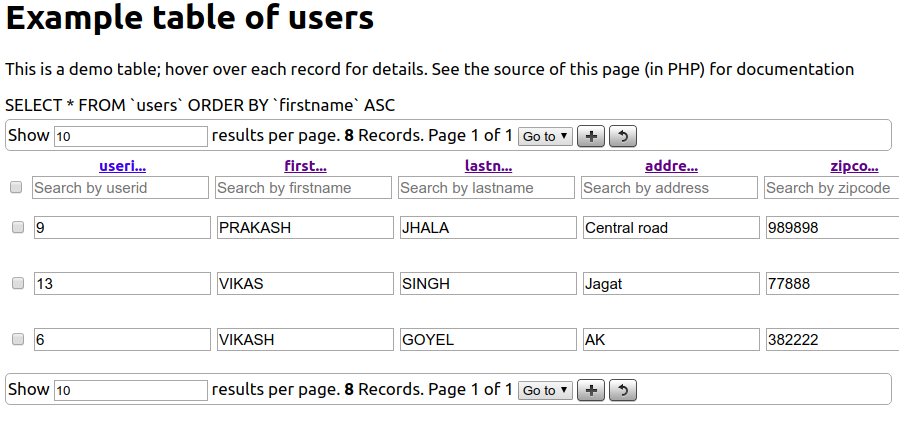 Example table of users
This is a demo table; hover over each record for details. See the source of this page (in PHP) for documentation
SELECT * FROM `users` ORDER BY `firstname` ASC
Show 10 results per page. 8 Records. Page 1 of 1 Go to
useri... first... lastn... addre... zipco...
Search by userid Search by firstname Search by lastname Search by address Search by zipcode
9 PRAKASH JHALA Central road 989898
13 VIKAS SINGH Jagat 77888
6 VIKASH GOYEL AK 382222
Show 10 results per page. 8 Records. Page 1 of 1 Go to